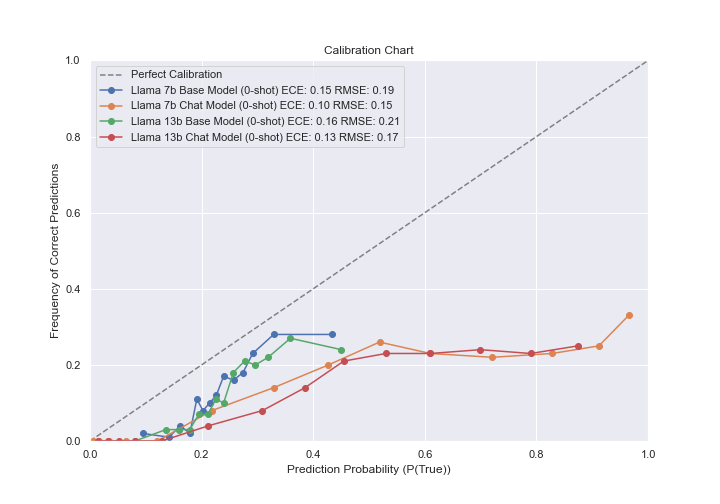 Calibration Chart
1.0
Perfect Calibration
Llama 7b Base Model (0-shot) ECE: 0.15 RMSE: 0.19
Llama 7b Chat Model (0-shot) ECE: 0.10 RMSE: 0.15
Llama 13b Base Model (0-shot) ECE: 0.16 RMSE: 0.21
Llama 13b Chat Model (0-shot) ECE: 0.13 RMSE: 0.17
0.8
0.6
0.4
0.2
0.0
Frequency of Correct Predictions
0.0 0.2 0.4 0.6 0.8 1.0
Prediction Probability (P(True))